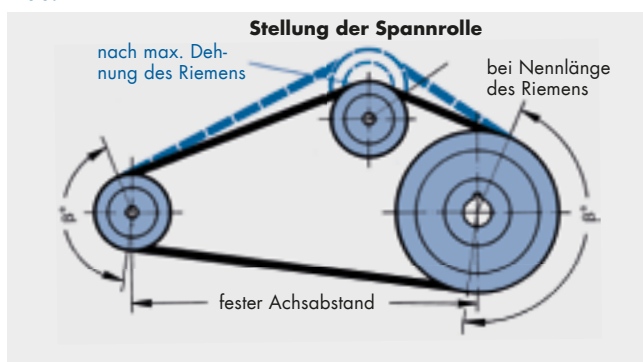 Stellung der Spannrolle
nach max. Deh-
nung des Riemens
bei Nennlänge
des Riemens
β°
β°
fester Achsabstand